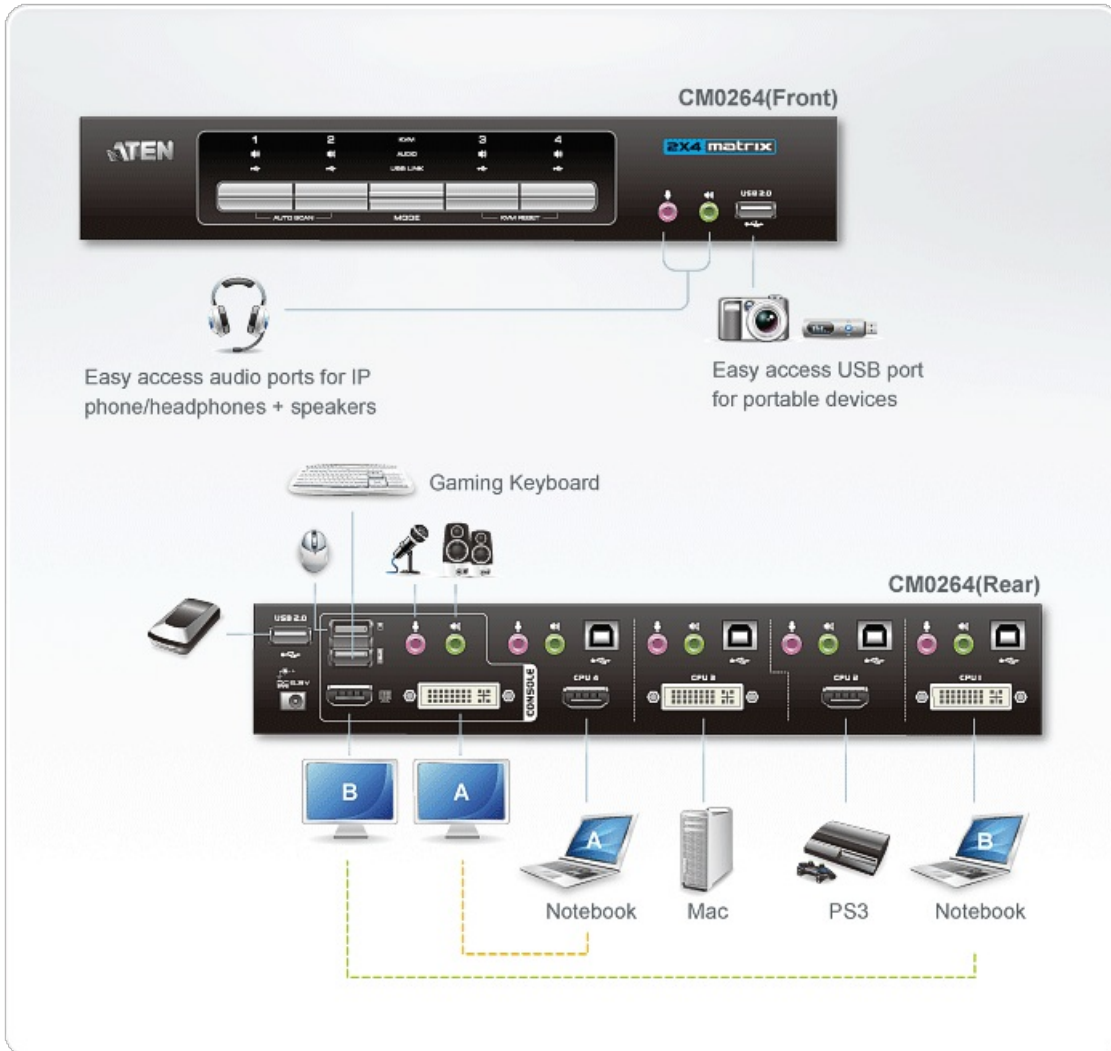 CM0264(Front)
ATEN
1 2 KVM 3 4
AUDIO
USB LINK
2X4 matrix
USB 2.0
AUTO SCAN MODE KVM RESET
Easy access audio ports for IP
phone/headphones + speakers
Easy access USB port
for portable devices
Gaming Keyboard
CM0264(Rear)
USB 2.0
CONSOLE
CPU 4 CPU 3 CPU 2 CPU 1
B A
A B
Notebook Mac PS3 Notebook